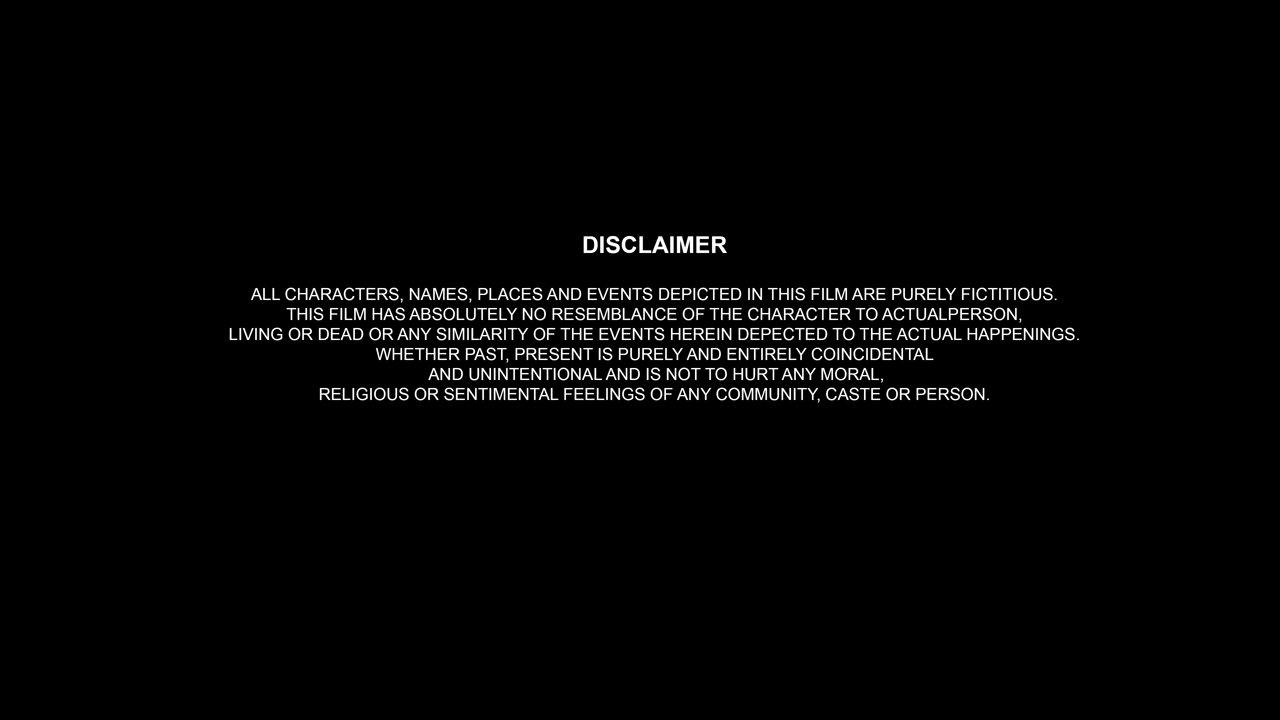 DISCLAIMER
ALL CHARACTERS, NAMES, PLACES AND EVENTS DEPICTED IN THIS FILM ARE PURELY FICTITIOUS.
THIS FILM HAS ABSOLUTELY NO RESEMBLANCE OF THE CHARACTER TO ACTUALPERSON,
LIVING OR DEAD OR ANY SIMILARITY OF THE EVENTS HEREIN DEPECTED TO THE ACTUAL HAPPENINGS.
WHETHER PAST, PRESENT IS PURELY AND ENTIRELY COINCIDENTAL
AND UNINTENTIONAL AND IS NOT TO HURT ANY MORAL,
RELIGIOUS OR SENTIMENTAL FEELINGS OF ANY COMMUNITY, CASTE OR PERSON.